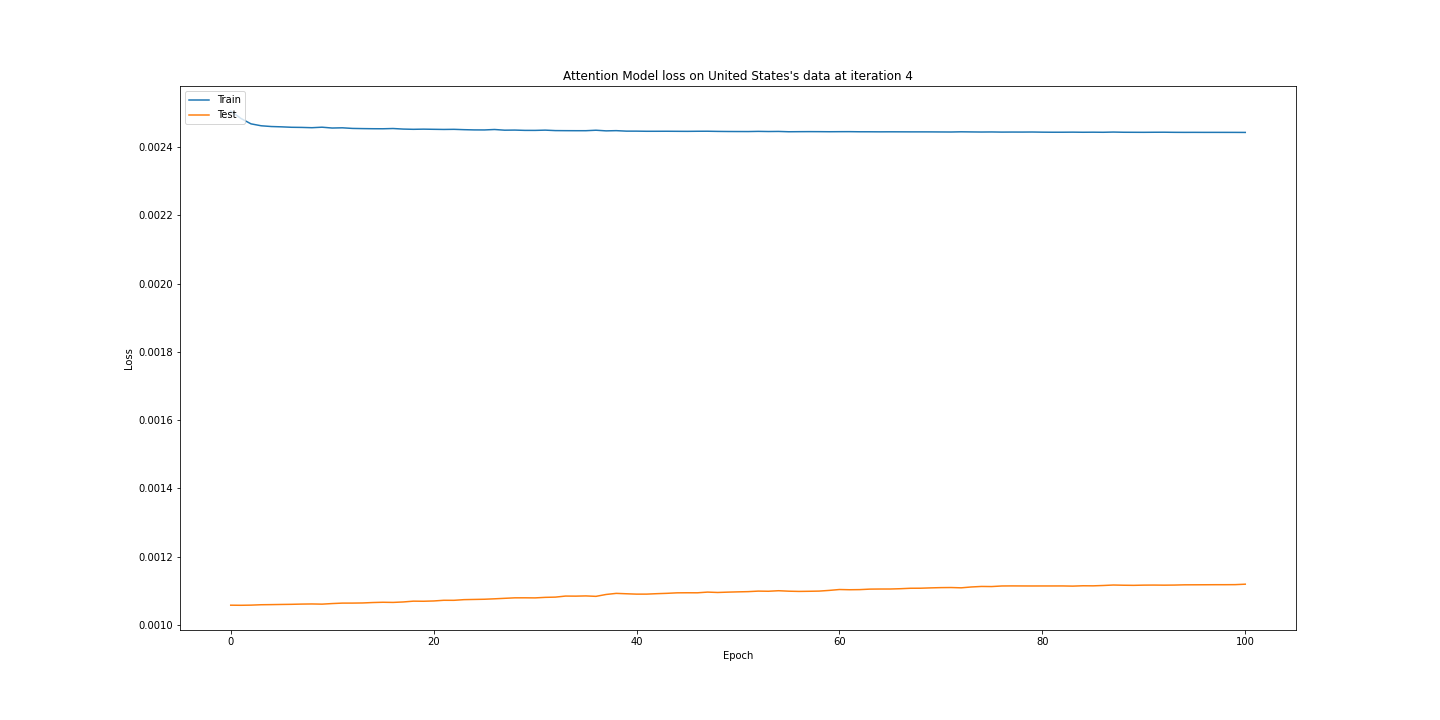 Attention Model loss on United States's data at iteration 4
Train
Test
0.0024
0.0022
0.0020
0.0018
0.0016
0.0014
0.0012
0.0010
Loss
0 20 40 60 80 100
Epoch